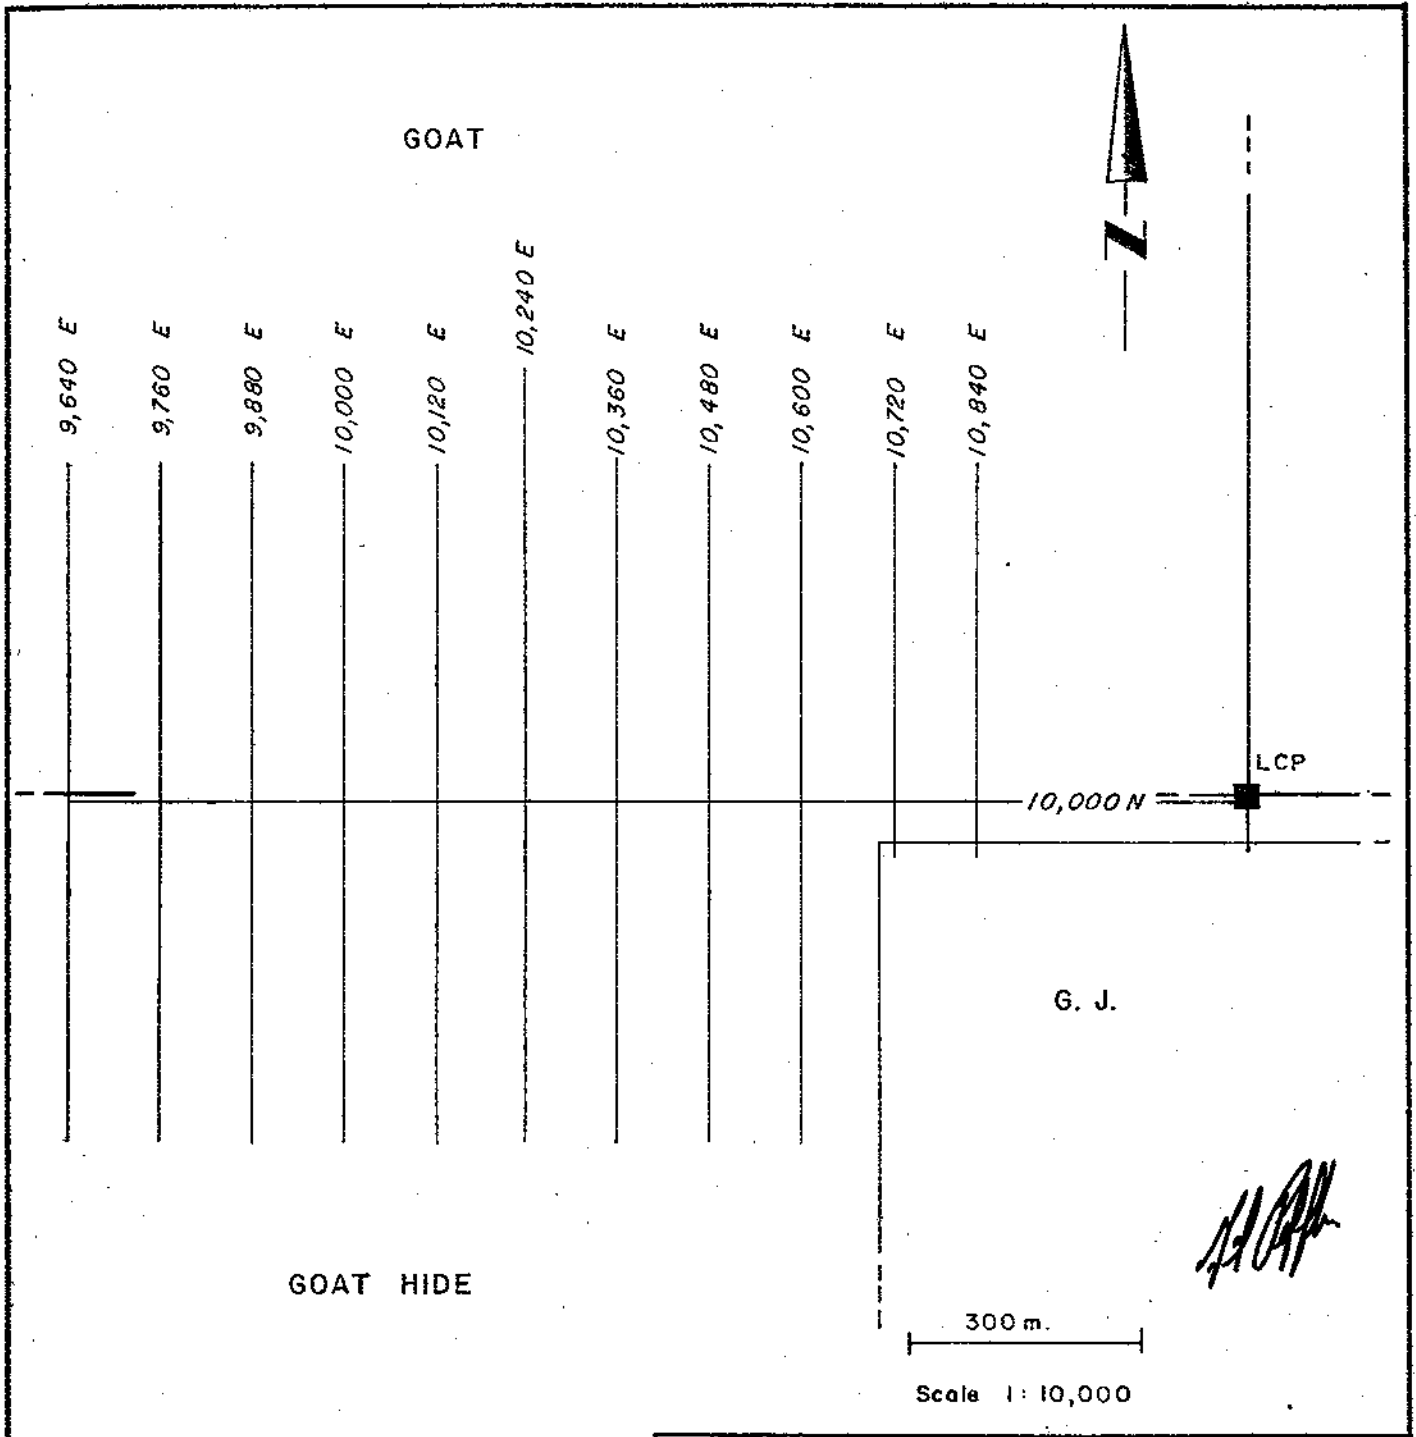 GOAT
N
9,640 E
9,760 E
9,880 E
10,000 E
10,120 E
10,240 E
10,360 E
10,480 E
10,600 E
10,720 E
10,840 E
LCP
10,000 N
G. J.
GOAT HIDE
300 m.
Scale 1: 10,000